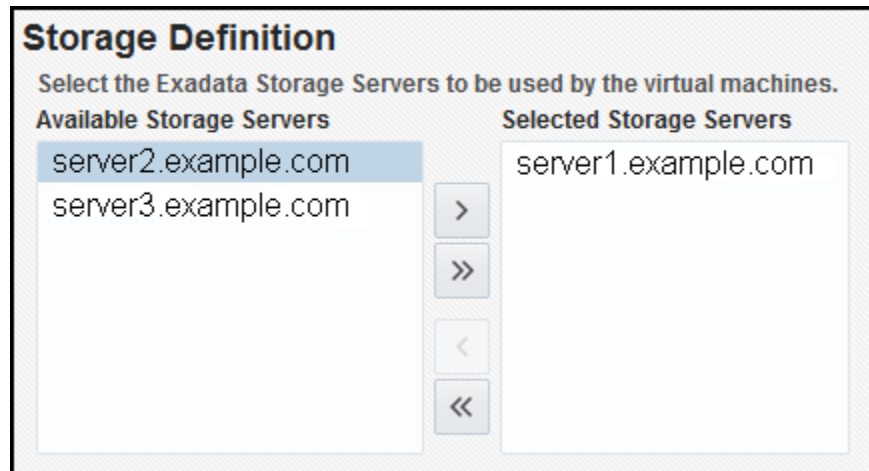 Storage Definition
Select the Exadata Storage Servers to be used by the virtual machines.
Available Storage Servers
server2.example.com
server3.example.com
>
>>
<
<<
Selected Storage Servers
server1.example.com